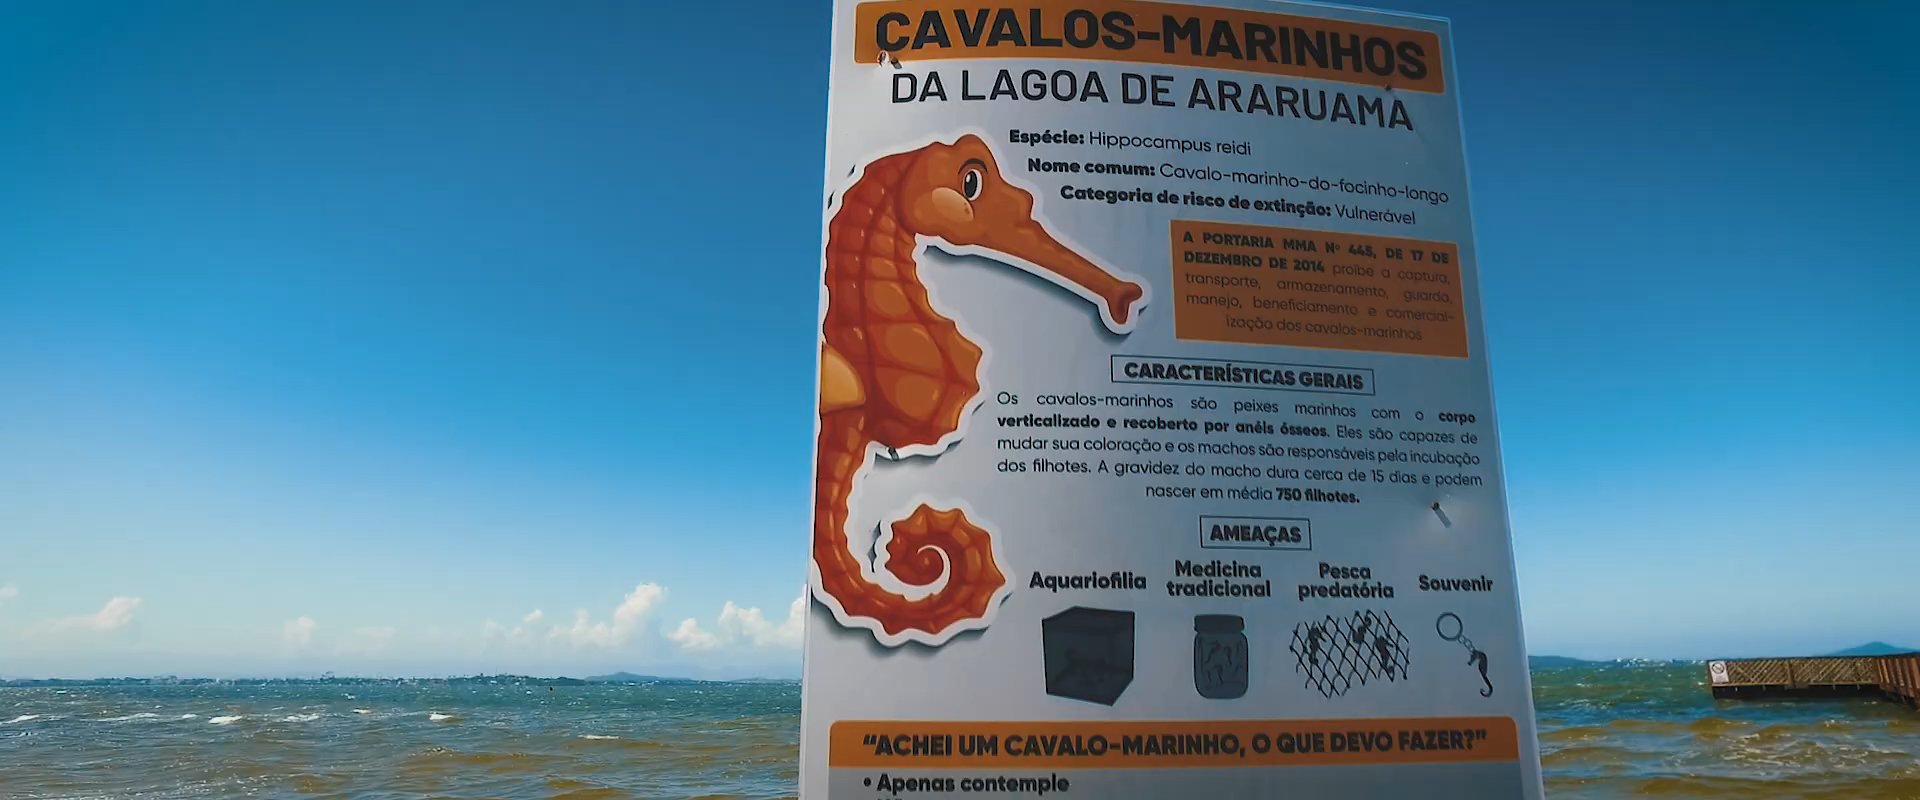 CAVALOS-MARINHOS
DA LAGOA DE ARARUAMA
Espécie: Hippocampus reidi
Nome comum: Cavalo-marinho-do-focinho-longo
Categoria de risco de extinção: Vulnerável
A PORTARIA MMA Nº 445, DE 17 DE
DEZEMBRO DE 2014 proíbe a captura,
transporte, armazenamento, guarda,
manejo, beneficiamento e comercial-
ização dos cavalos-marinhos
CARACTERÍSTICAS GERAIS
Os cavalos-marinhos são peixes marinhos com o corpo
verticalizado e recoberto por anéis ósseos. Eles são capazes de
mudar sua coloração e os machos são responsáveis pela incubação
dos filhotes. A gravidez do macho dura cerca de 15 dias e podem
nascer em média 750 filhotes.
AMEAÇAS
Aquariofilia
Medicina
tradicional
Pesca
predatória
Souvenir
“ACHEI UM CAVALO-MARINHO, O QUE DEVO FAZER?”
• Apenas contemple